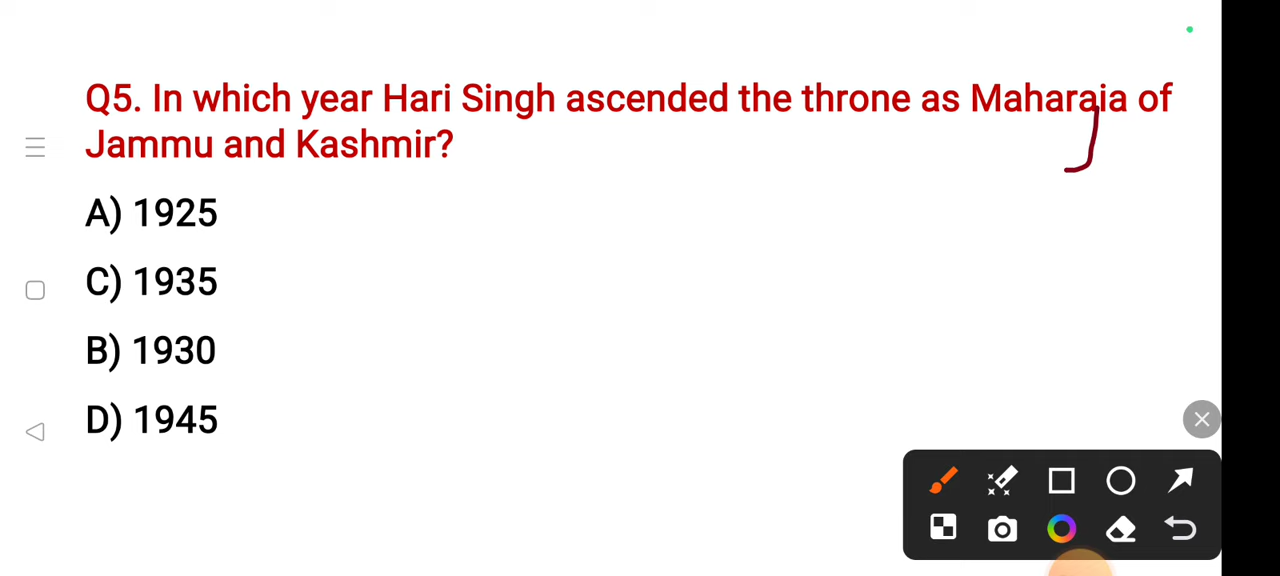 Q5. In which year Hari Singh ascended the throne as Maharaja of
Jammu and Kashmir?
A) 1925
C) 1935
B) 1930
D) 1945